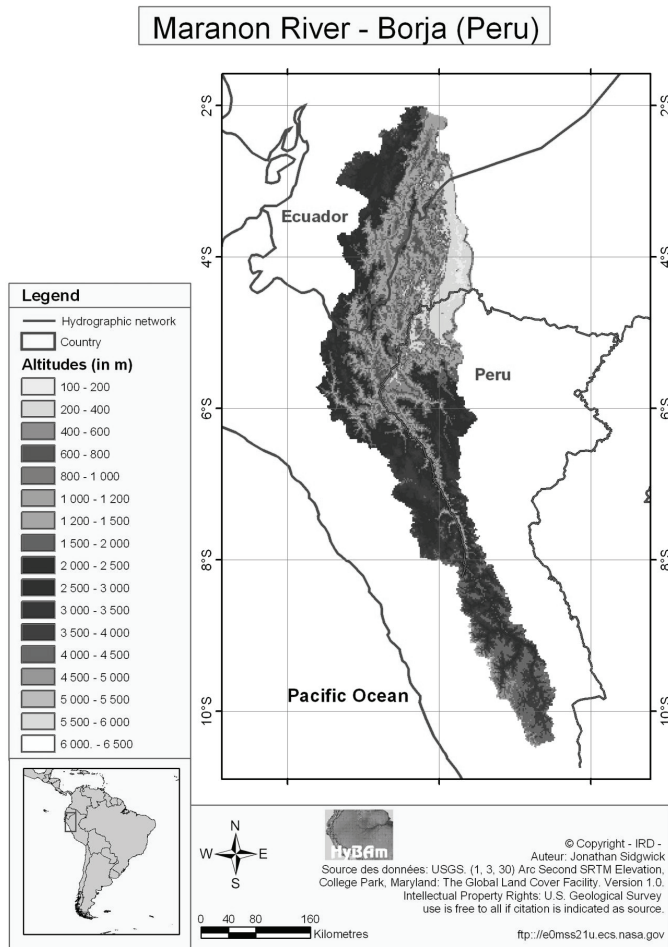 Maranon River - Borja (Peru)
2°S
2°S
Ecuador
4°S
4°S
Peru
6°S
6°S
8°S
8°S
Pacific Ocean
10°S
10°S
Legend
Hydrographic network
Country
Altitudes (in m)
100 - 200
200 - 400
400 - 600
600 - 800
800 - 1 000
1 000 - 1 200
1 200 - 1 500
1 500 - 2 000
2 000 - 2 500
2 500 - 3 000
3 000 - 3 500
3 500 - 4 000
4 000 - 4 500
4 500 - 5 000
5 000 - 5 500
5 500 - 6 000
6 000. - 6 500
N
W E
S
0 40 80 160
Kilometres
HyBAm
© Copyright - IRD -
Auteur: Jonathan Sidgwick
Source des données: USGS. (1, 3, 30) Arc Second SRTM Elevation,
College Park, Maryland: The Global Land Cover Facility. Version 1.0.
Intellectual Property Rights: U.S. Geological Survey
use is free to all if citation is indicated as source.
ftp://e0mss21u.ecs.nasa.gov